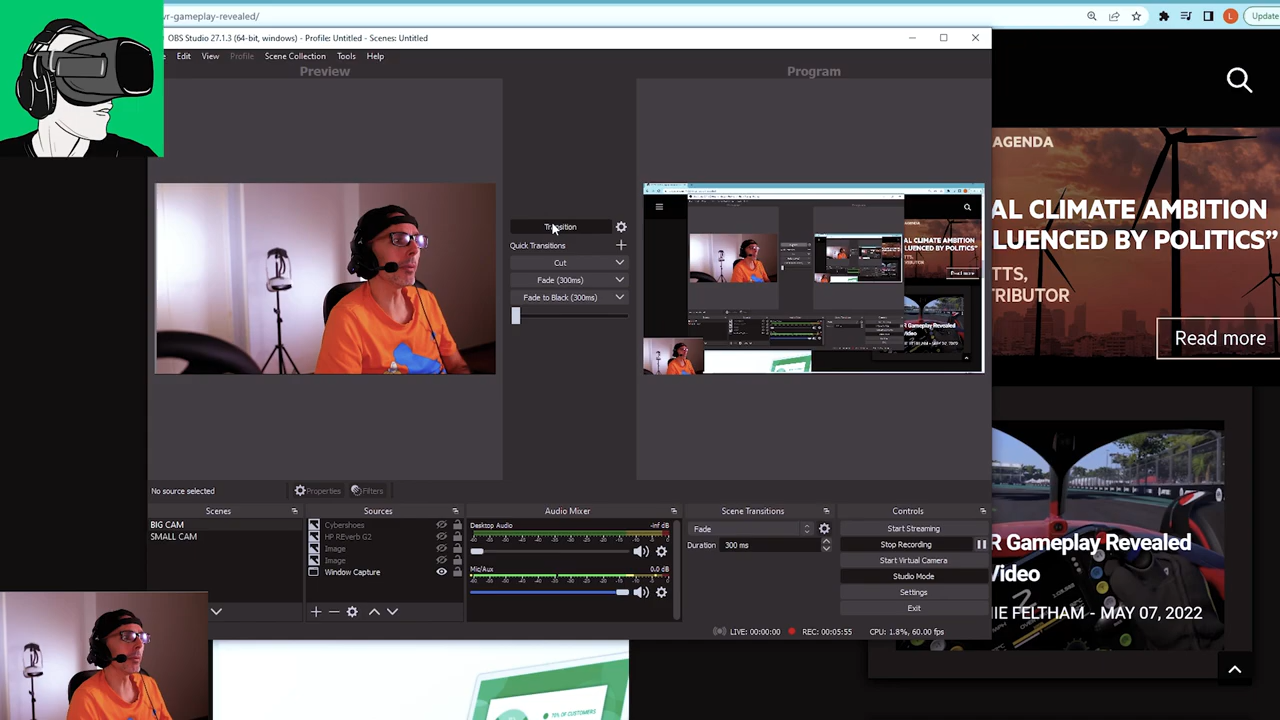 vr-gameplay-revealed/
L
Update
OBS Studio 27.1.3 (64-bit, windows) - Profile: Untitled - Scenes: Untitled
Edit View Profile Scene Collection Tools Help
Preview
Program
AGENDA
AL CLIMATE AMBITION
LUENCED BY POLITICS”
TTS,
TRIBUTOR
Read more
Transition
Quick Transitions
Cut
Fade (300ms)
Fade to Black (300ms)
No source selected
Properties
Filters
Scenes
BIG CAM
SMALL CAM
Sources
Cybershoes
HP REverb G2
Image
Image
Window Capture
Audio Mixer
Desktop Audio -inf dB
Mic/Aux 0.0 dB
Scene Transitions
Fade
Duration 300 ms
Controls
Start Streaming
Stop Recording
Start Virtual Camera
Studio Mode
Settings
Exit
LIVE: 00:00:00 REC: 00:05:55 CPU: 1.8%, 60.00 fps
R Gameplay Revealed
Video
IE FELTHAM - MAY 07, 2022
OF CUSTOMERS